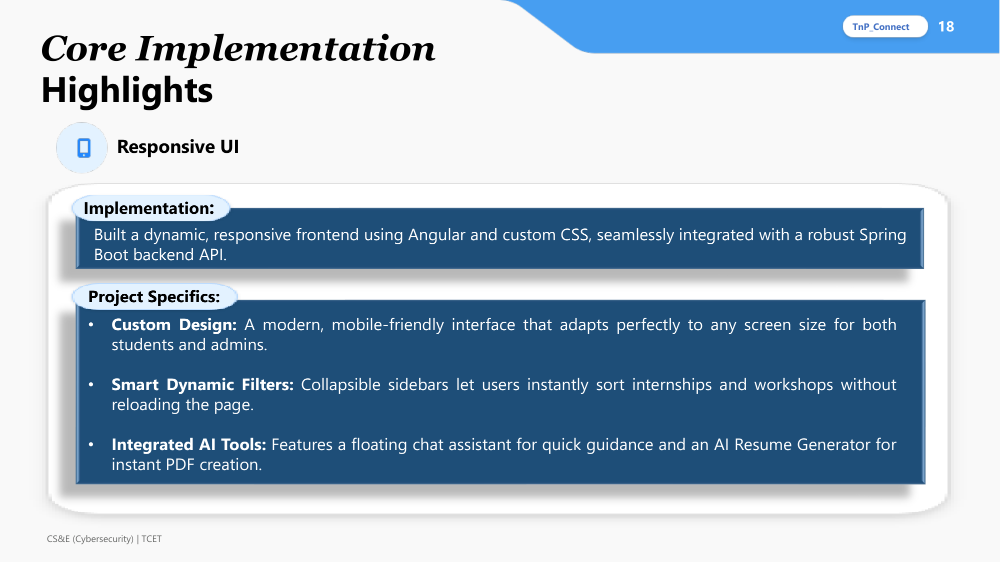 TnP_Connect
18
Core Implementation
Highlights
Responsive UI
Implementation:
Built a dynamic, responsive frontend using Angular and custom CSS, seamlessly integrated with a robust Spring
Boot backend API.
Project Specifics:
• Custom Design: A modern, mobile-friendly interface that adapts perfectly to any screen size for both
students and admins.
• Smart Dynamic Filters: Collapsible sidebars let users instantly sort internships and workshops without
reloading the page.
• Integrated AI Tools: Features a floating chat assistant for quick guidance and an AI Resume Generator for
instant PDF creation.
CS&E (Cybersecurity) | TCET